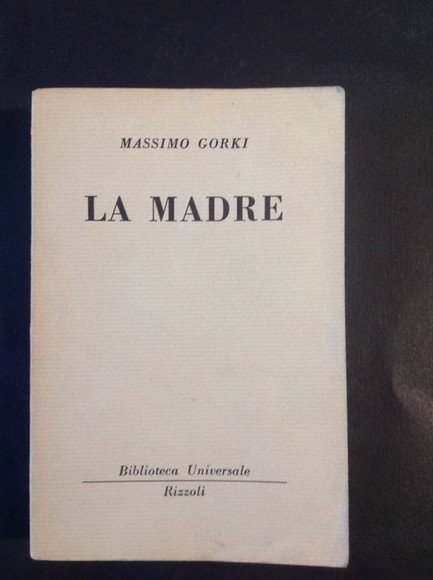 MASSIMO GORKI
LA MADRE
Biblioteca Universale
Rizzoli